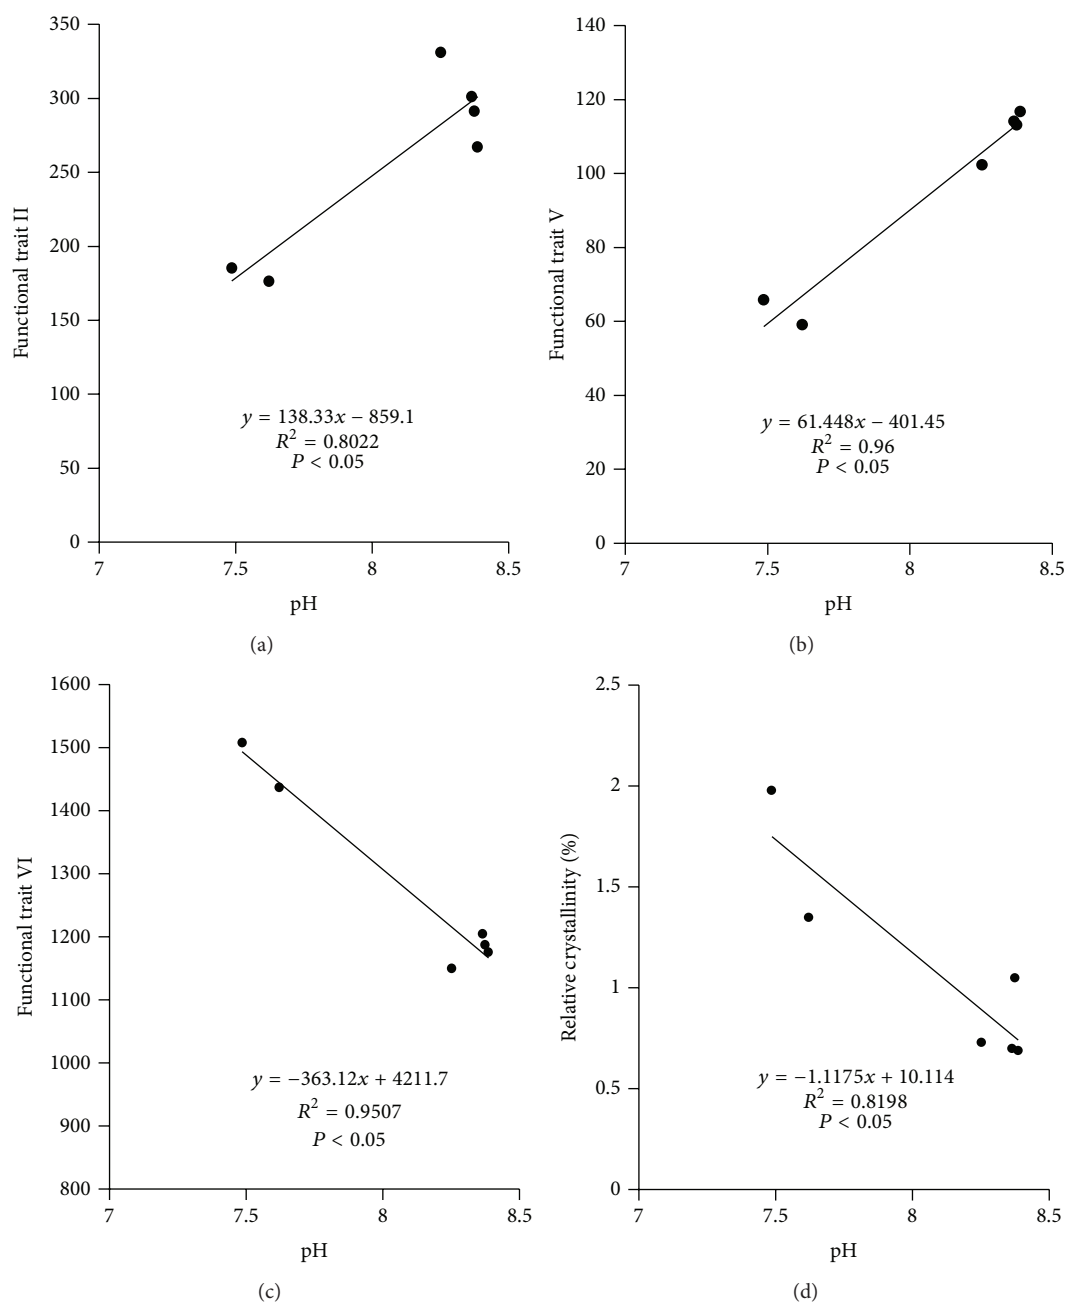 350
300
250
200
150
100
50
0
Functional trait II
y = 138.33x − 859.1
R² = 0.8022
P < 0.05
7 7.5 8 8.5
pH
(a)
140
120
100
80
60
40
20
0
Functional trait V
y = 61.448x − 401.45
R² = 0.96
P < 0.05
7 7.5 8 8.5
pH
(b)
1600
1500
1400
1300
1200
1100
1000
900
800
Functional trait VI
y = −363.12x + 4211.7
R² = 0.9507
P < 0.05
7 7.5 8 8.5
pH
(c)
2.5
2
1.5
1
0.5
0
Relative crystallinity (%)
y = −1.1175x + 10.114
R² = 0.8198
P < 0.05
7 7.5 8 8.5
pH
(d)